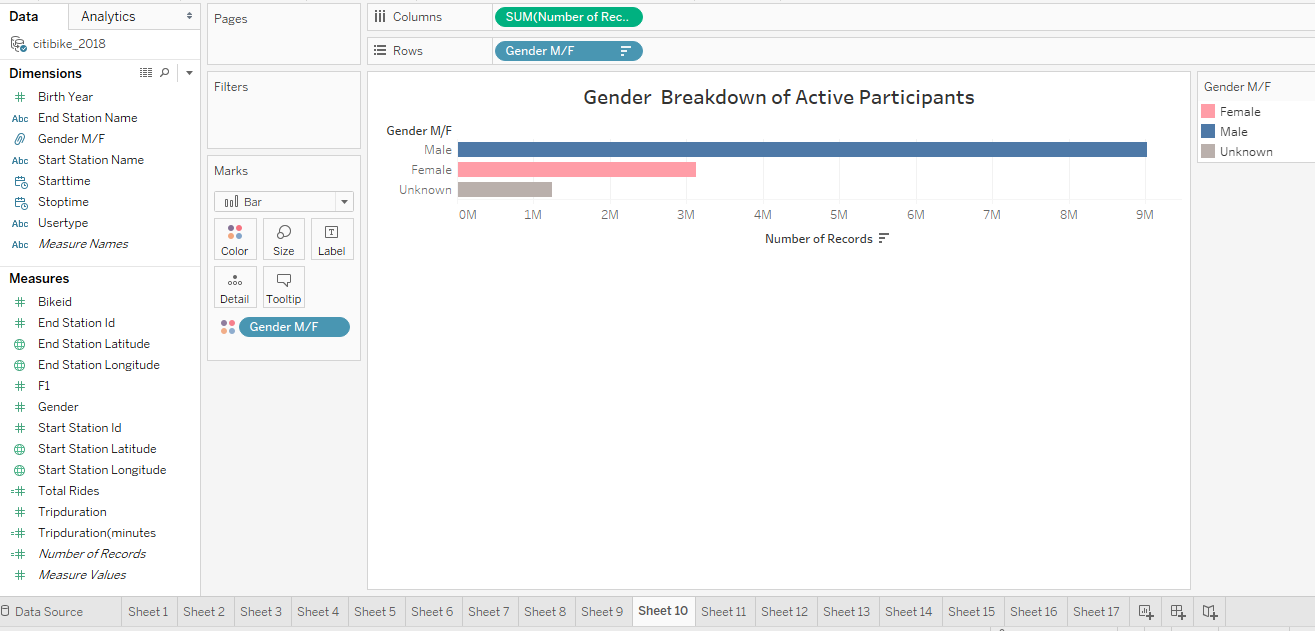 Data
Analytics
citibike_2018
Dimensions
Birth Year
Abc End Station Name
Gender M/F
Abc Start Station Name
Starttime
Stoptime
Abc Usertype
Abc Measure Names
Measures
Bikeid
End Station Id
End Station Latitude
End Station Longitude
F1
Gender
Start Station Id
Start Station Latitude
Start Station Longitude
Total Rides
Tripduration
Tripduration(minutes
Number of Records
Measure Values
Pages
Filters
Marks
Bar
Color Size Label
Detail Tooltip
Gender M/F
Columns SUM(Number of Rec..
Rows Gender M/F
Gender  Breakdown of Active Participants
Gender M/F
Male
Female
Unknown
0M 1M 2M 3M 4M 5M 6M 7M 8M 9M
Number of Records
Gender M/F
Female
Male
Unknown
Data Source Sheet 1 Sheet 2 Sheet 3 Sheet 4 Sheet 5 Sheet 6 Sheet 7 Sheet 8 Sheet 9 Sheet 10 Sheet 11 Sheet 12 Sheet 13 Sheet 14 Sheet 15 Sheet 16 Sheet 17